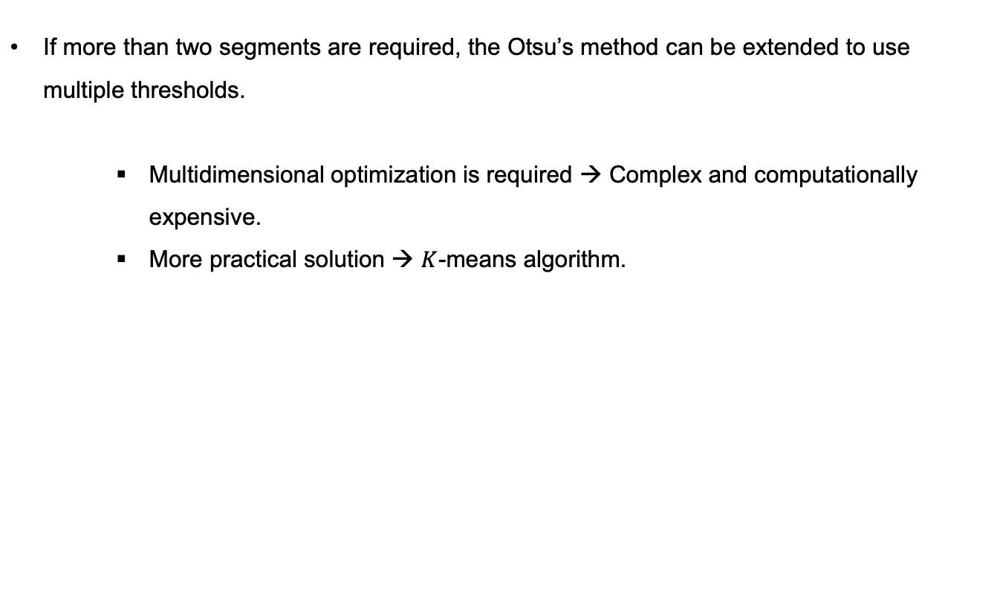 • If more than two segments are required, the Otsu’s method can be extended to use
multiple thresholds.
▪ Multidimensional optimization is required → Complex and computationally
expensive.
▪ More practical solution → K-means algorithm.